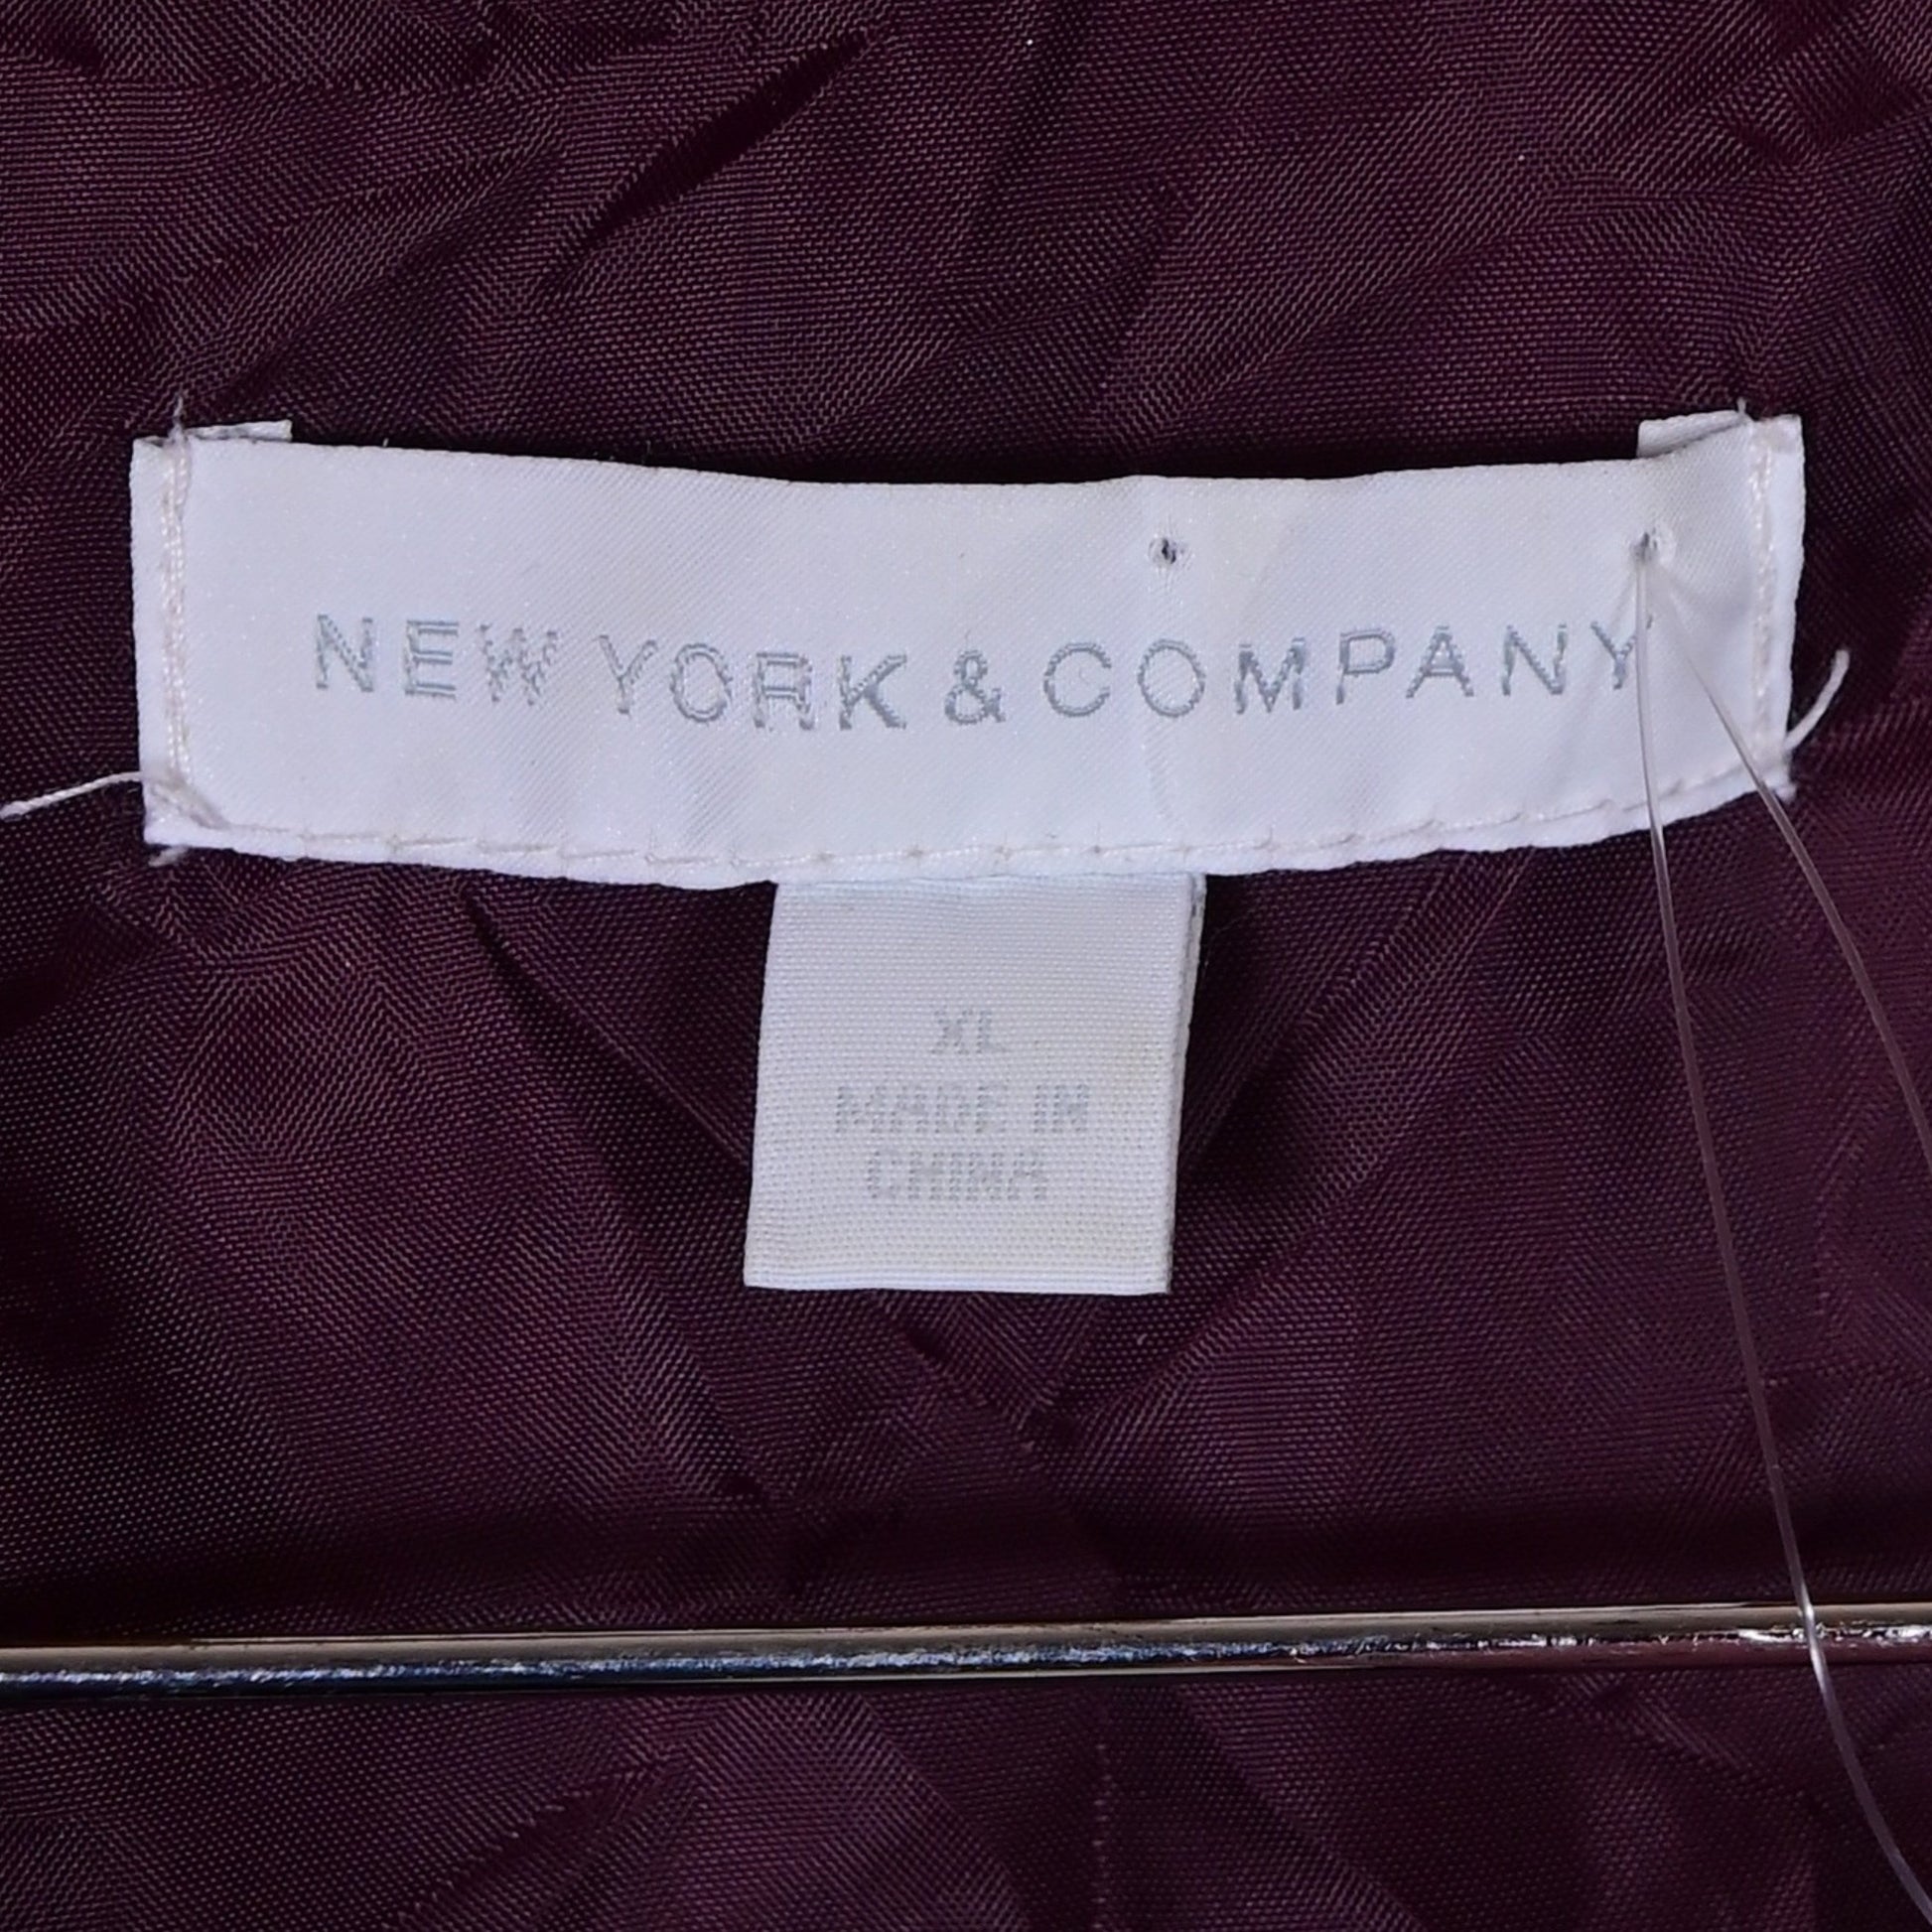 NEW YORK & COMPANY
XL
MADE IN
CHINA